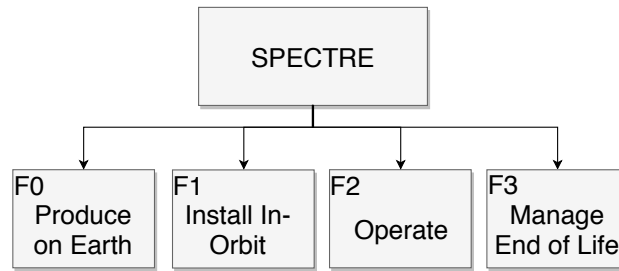 SPECTRE
F0
Produce
on Earth
F1
Install In-
Orbit
F2
Operate
F3
Manage
End of Life